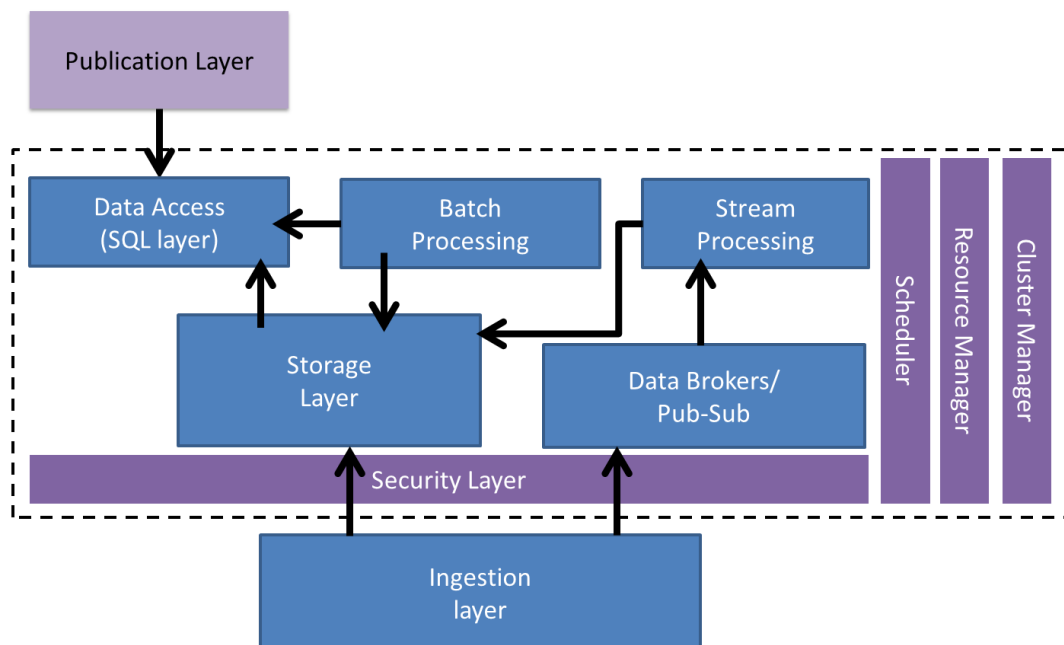 Publication Layer
Data Access
(SQL layer)
Batch
Processing
Stream
Processing
Storage
Layer
Data Brokers/
Pub-Sub
Security Layer
Ingestion
layer
Scheduler
Resource Manager
Cluster Manager